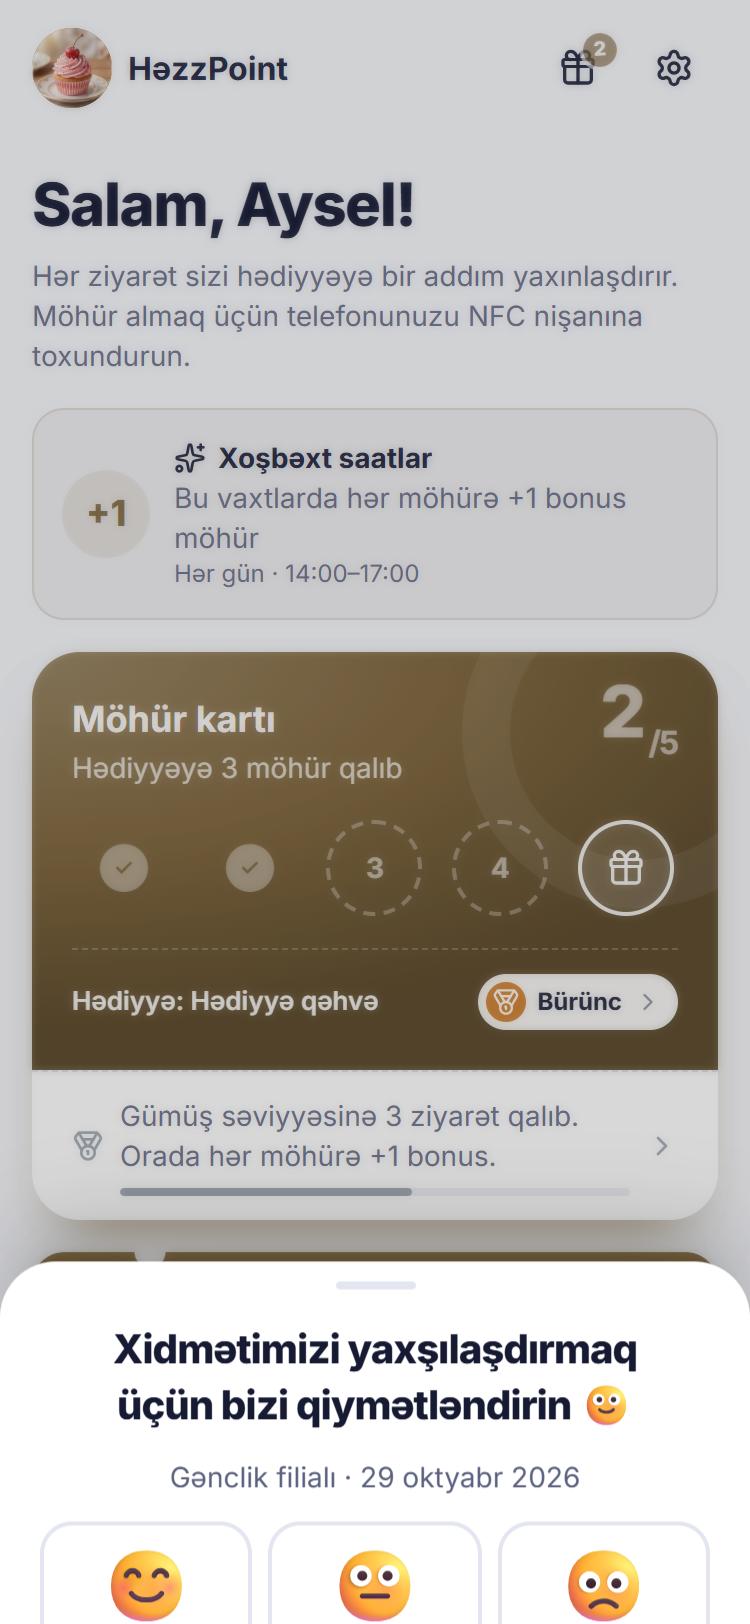 HəzzPoint
2
Salam, Aysel!
Hər ziyarət sizi hədiyyəyə bir addım yaxınlaşdırır.
Möhür almaq üçün telefonunuzu NFC nişanına
toxundurun.
+1
Xoşbəxt saatlar
Bu vaxtlarda hər möhürə +1 bonus
möhür
Hər gün · 14:00–17:00
Möhür kartı
2/5
Hədiyyəyə 3 möhür qalıb
3
4
Hədiyyə: Hədiyyə qəhvə
Bürünc
Gümüş səviyyəsinə 3 ziyarət qalıb.
Orada hər möhürə +1 bonus.
Xidmətimizi yaxşılaşdırmaq
üçün bizi qiymətləndirin
Gənclik filialı · 29 oktyabr 2026